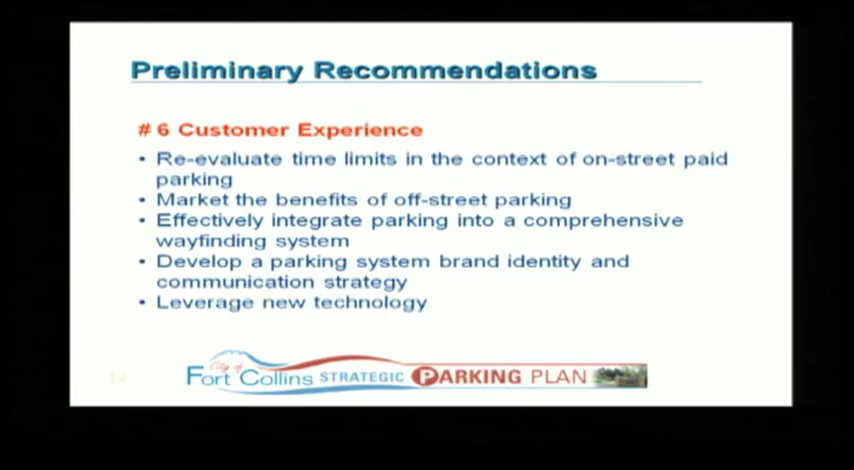 Preliminary Recommendations
# 6 Customer Experience
• Re-evaluate time limits in the context of on-street paid
parking
• Market the benefits of off-street parking
• Effectively integrate parking into a comprehensive
wayfinding system
• Develop a parking system brand identity and
communication strategy
• Leverage new technology
City of
Fort Collins STRATEGIC PARKING PLAN